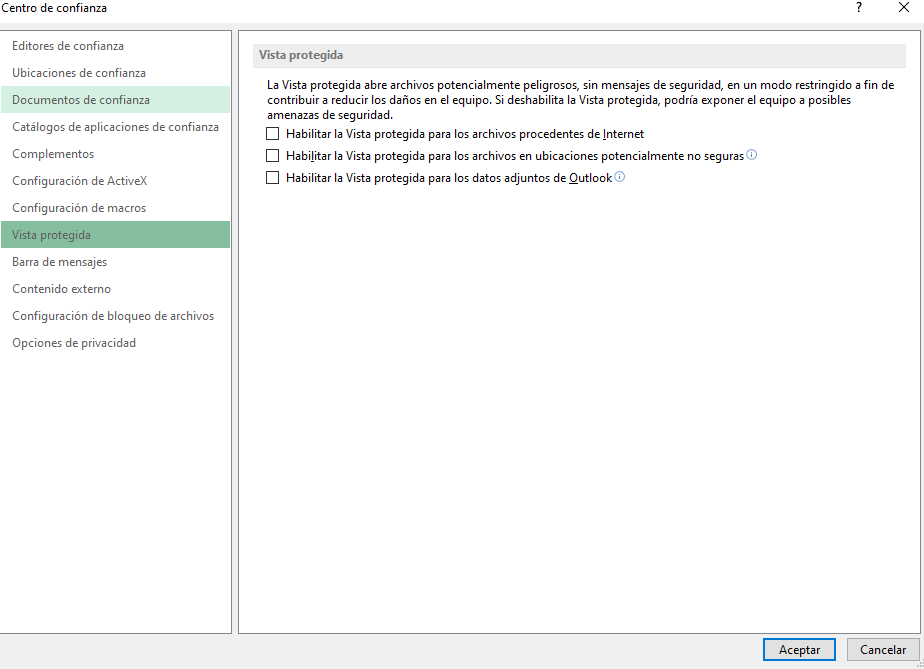 Centro de confianza
?
Editores de confianza
Ubicaciones de confianza
Documentos de confianza
Catálogos de aplicaciones de confianza
Complementos
Configuración de ActiveX
Configuración de macros
Vista protegida
Barra de mensajes
Contenido externo
Configuración de bloqueo de archivos
Opciones de privacidad
Vista protegida
La Vista protegida abre archivos potencialmente peligrosos, sin mensajes de seguridad, en un modo restringido a fin de
contribuir a reducir los daños en el equipo. Si deshabilita la Vista protegida, podría exponer el equipo a posibles
amenazas de seguridad.
Habilitar la Vista protegida para los archivos procedentes de Internet
Habilitar la Vista protegida para los archivos en ubicaciones potencialmente no seguras
Habilitar la Vista protegida para los datos adjuntos de Outlook
Aceptar
Cancelar